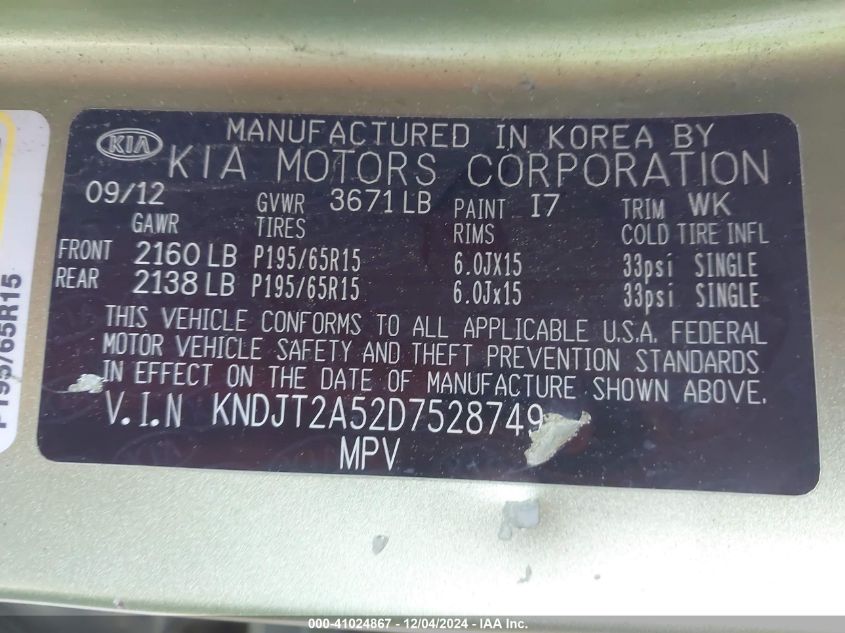 MANUFACTURED IN KOREA BY
KIA
KIA MOTORS CORPORATION
09/12 GVWR 3671 LB PAINT I7 TRIM WK
GAWR TIRES RIMS COLD TIRE INFL
FRONT 2160 LB P195/65R15 6.0JX15 33psi SINGLE
REAR 2138 LB P195/65R15 6.0Jx15 33psi SINGLE
THIS VEHICLE CONFORMS TO ALL APPLICABLE U.S.A. FEDERAL
MOTOR VEHICLE SAFETY AND THEFT PREVENTION STANDARDS
IN EFFECT ON THE DATE OF MANUFACTURE SHOWN ABOVE.
V.I.N KNDJT2A52D7528749
MPV
P195/65R15
000-41024867 - 12/04/2024 - IAA Inc.